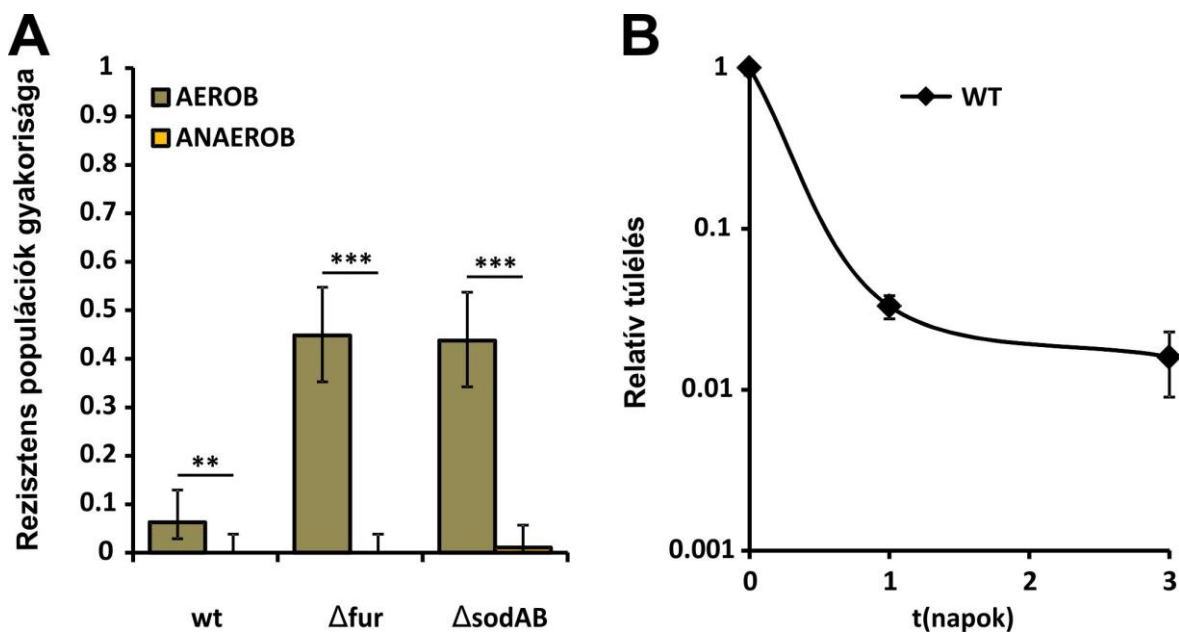 A
Rezisztens populációk gyakorisága
1
0.9
0.8
0.7
0.6
0.5
0.4
0.3
0.2
0.1
0
AEROB
ANAEROB
**
***
***
wt
Δfur
ΔsodAB
B
Relatív túlélés
1
0.1
0.01
0.001
WT
0
1
2
3
t(napok)